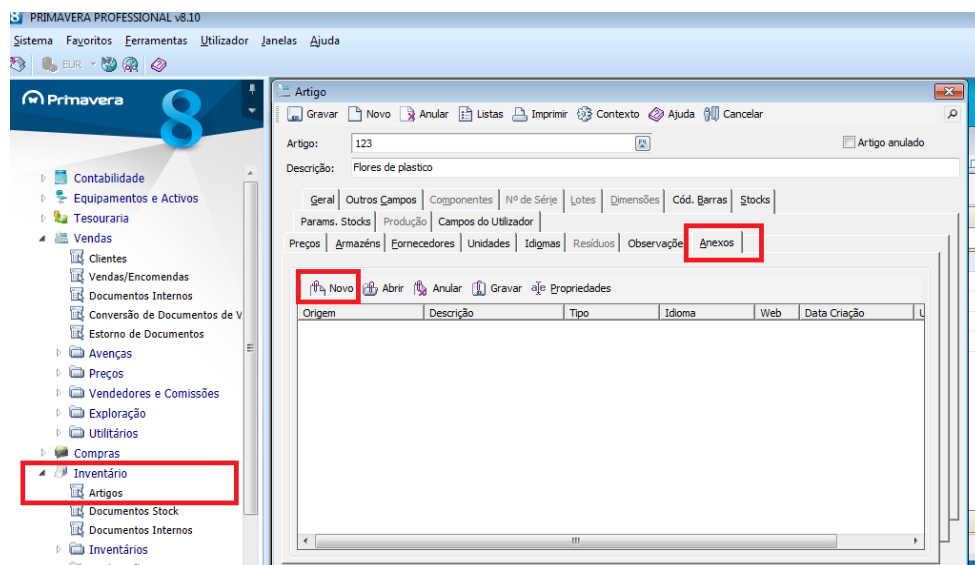 PRIMAVERA PROFESSIONAL v8.10
Sistema Favoritos Ferramentas Utilizador Janelas Ajuda
EUR
Primavera
8
Contabilidade
Equipamentos e Activos
Tesouraria
Vendas
Clientes
Vendas/Encomendas
Documentos Internos
Conversão de Documentos de V
Estorno de Documentos
Avenças
Preços
Vendedores e Comissões
Exploração
Utilitários
Compras
Inventário
Artigos
Documentos Stock
Documentos Internos
Inventários
Artigo
Gravar Novo Anular Listas Imprimir Contexto Ajuda Cancelar
Artigo: 123 Artigo anulado
Descrição: Flores de plastico
Geral Outros Campos Componentes Nº de Série Lotes Dimensões Cód. Barras Stocks
Params. Stocks Produção Campos do Utilizador
Preços Armazéns Fornecedores Unidades Idiomas Resíduos Observaçõe Anexos
Novo Abrir Anular Gravar Propriedades
Origem Descrição Tipo Idioma Web Data Criação U